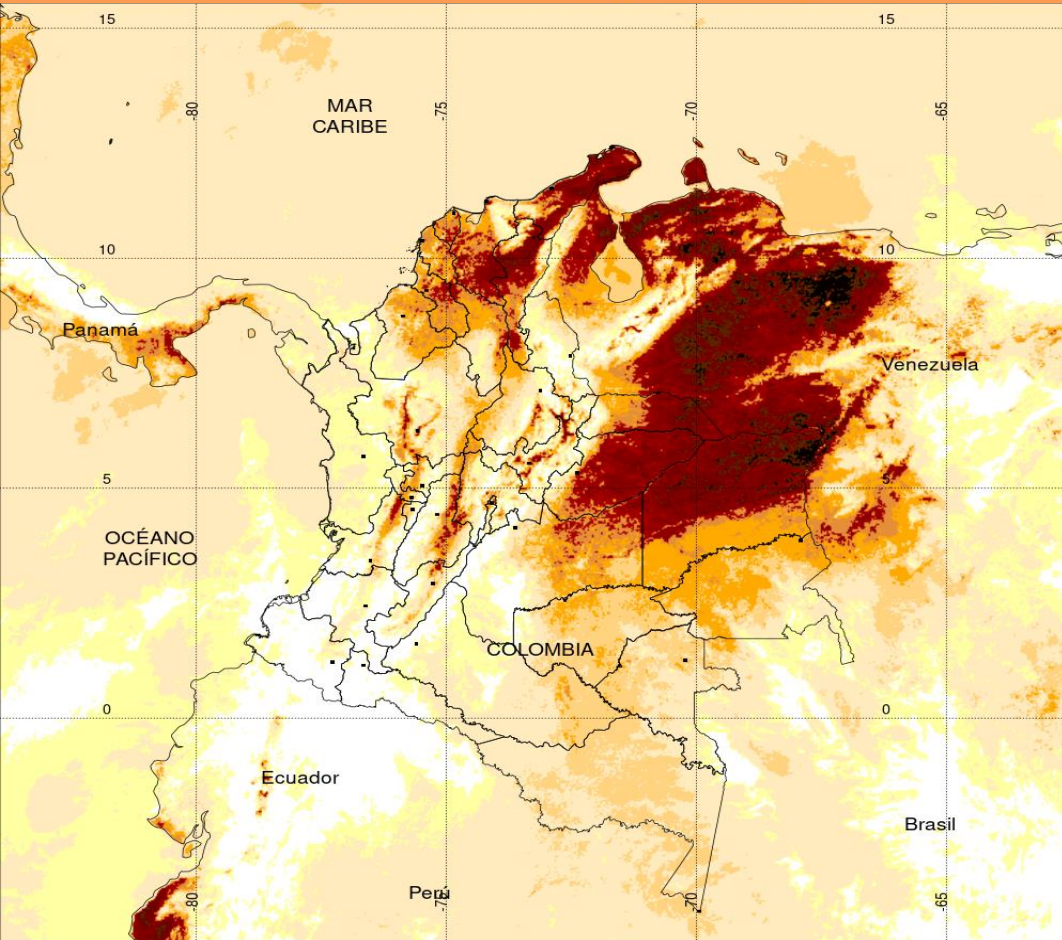 15
15
-80
-75
-70
-65
MAR
CARIBE
10
10
Panamá
Venezuela
5
5
OCÉANO
PACÍFICO
COLOMBIA
0
0
Ecuador
Brasil
Perú
-80
-75
-70
-65